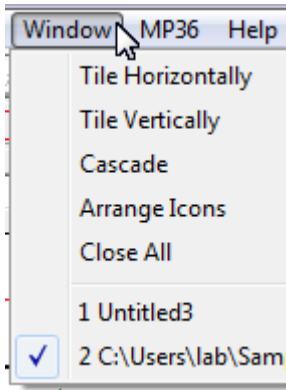 Window MP36 Help
Tile Horizontally
Tile Vertically
Cascade
Arrange Icons
Close All
1 Untitled3
2 C:\Users\lab\Sam